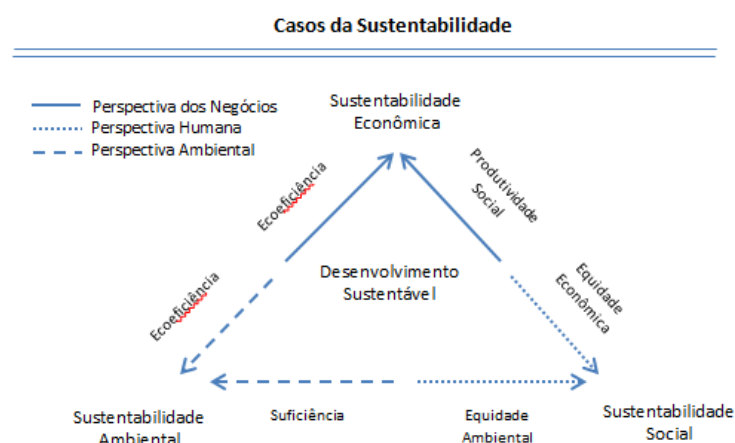 Casos da Sustentabilidade
Perspectiva dos Negócios
Perspectiva Humana
Perspectiva Ambiental
Sustentabilidade
Econômica
Ecoeficiência
Produtividade
Social
Ecoeficiência
Desenvolvimento
Sustentável
Equidade
Econômica
Sustentabilidade
Ambiental
Suficiência
Equidade
Ambiental
Sustentabilidade
Social